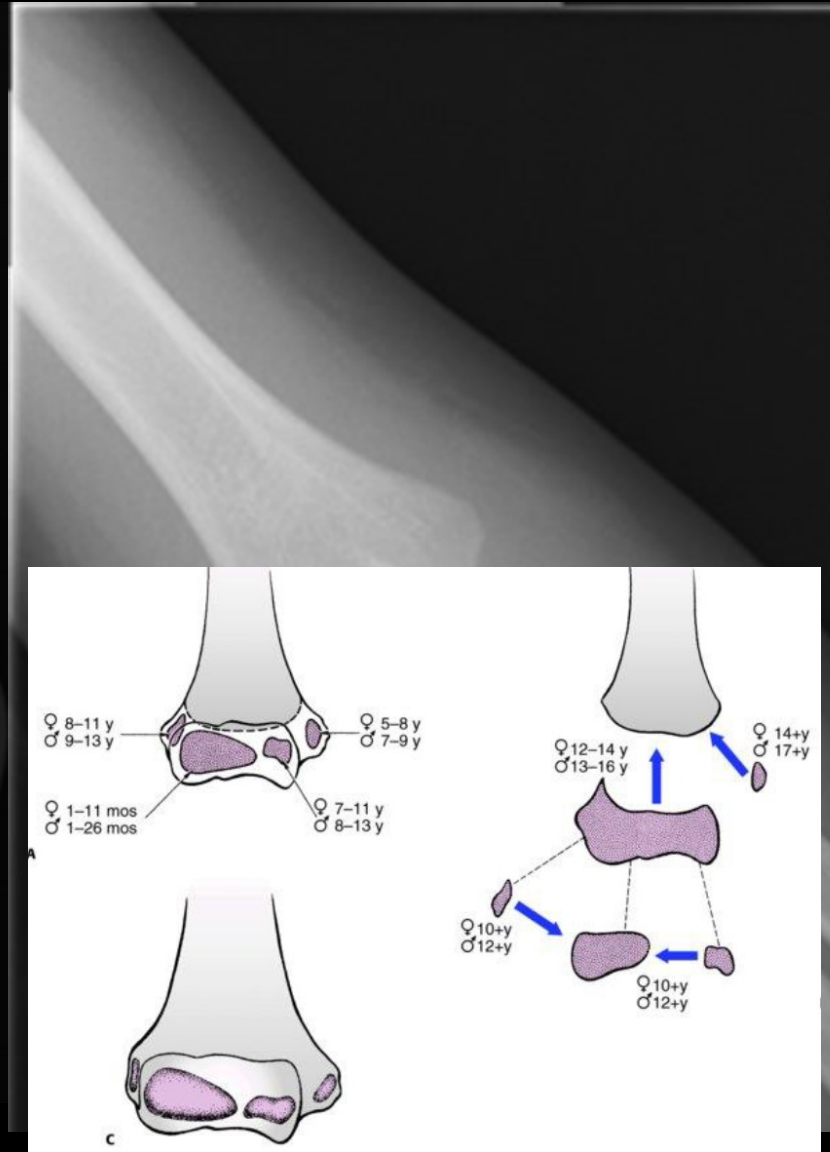 ♀ 8–11 y
♂ 9–13 y
♀ 5–8 y
♂ 7–9 y
♀ 1–11 mos
♂ 1–26 mos
♀ 7–11 y
♂ 8–13 y
A
♀ 14+y
♂ 17+y
♀12–14 y
♂13–16 y
♀10+y
♂12+y
♀10+y
♂12+y
C